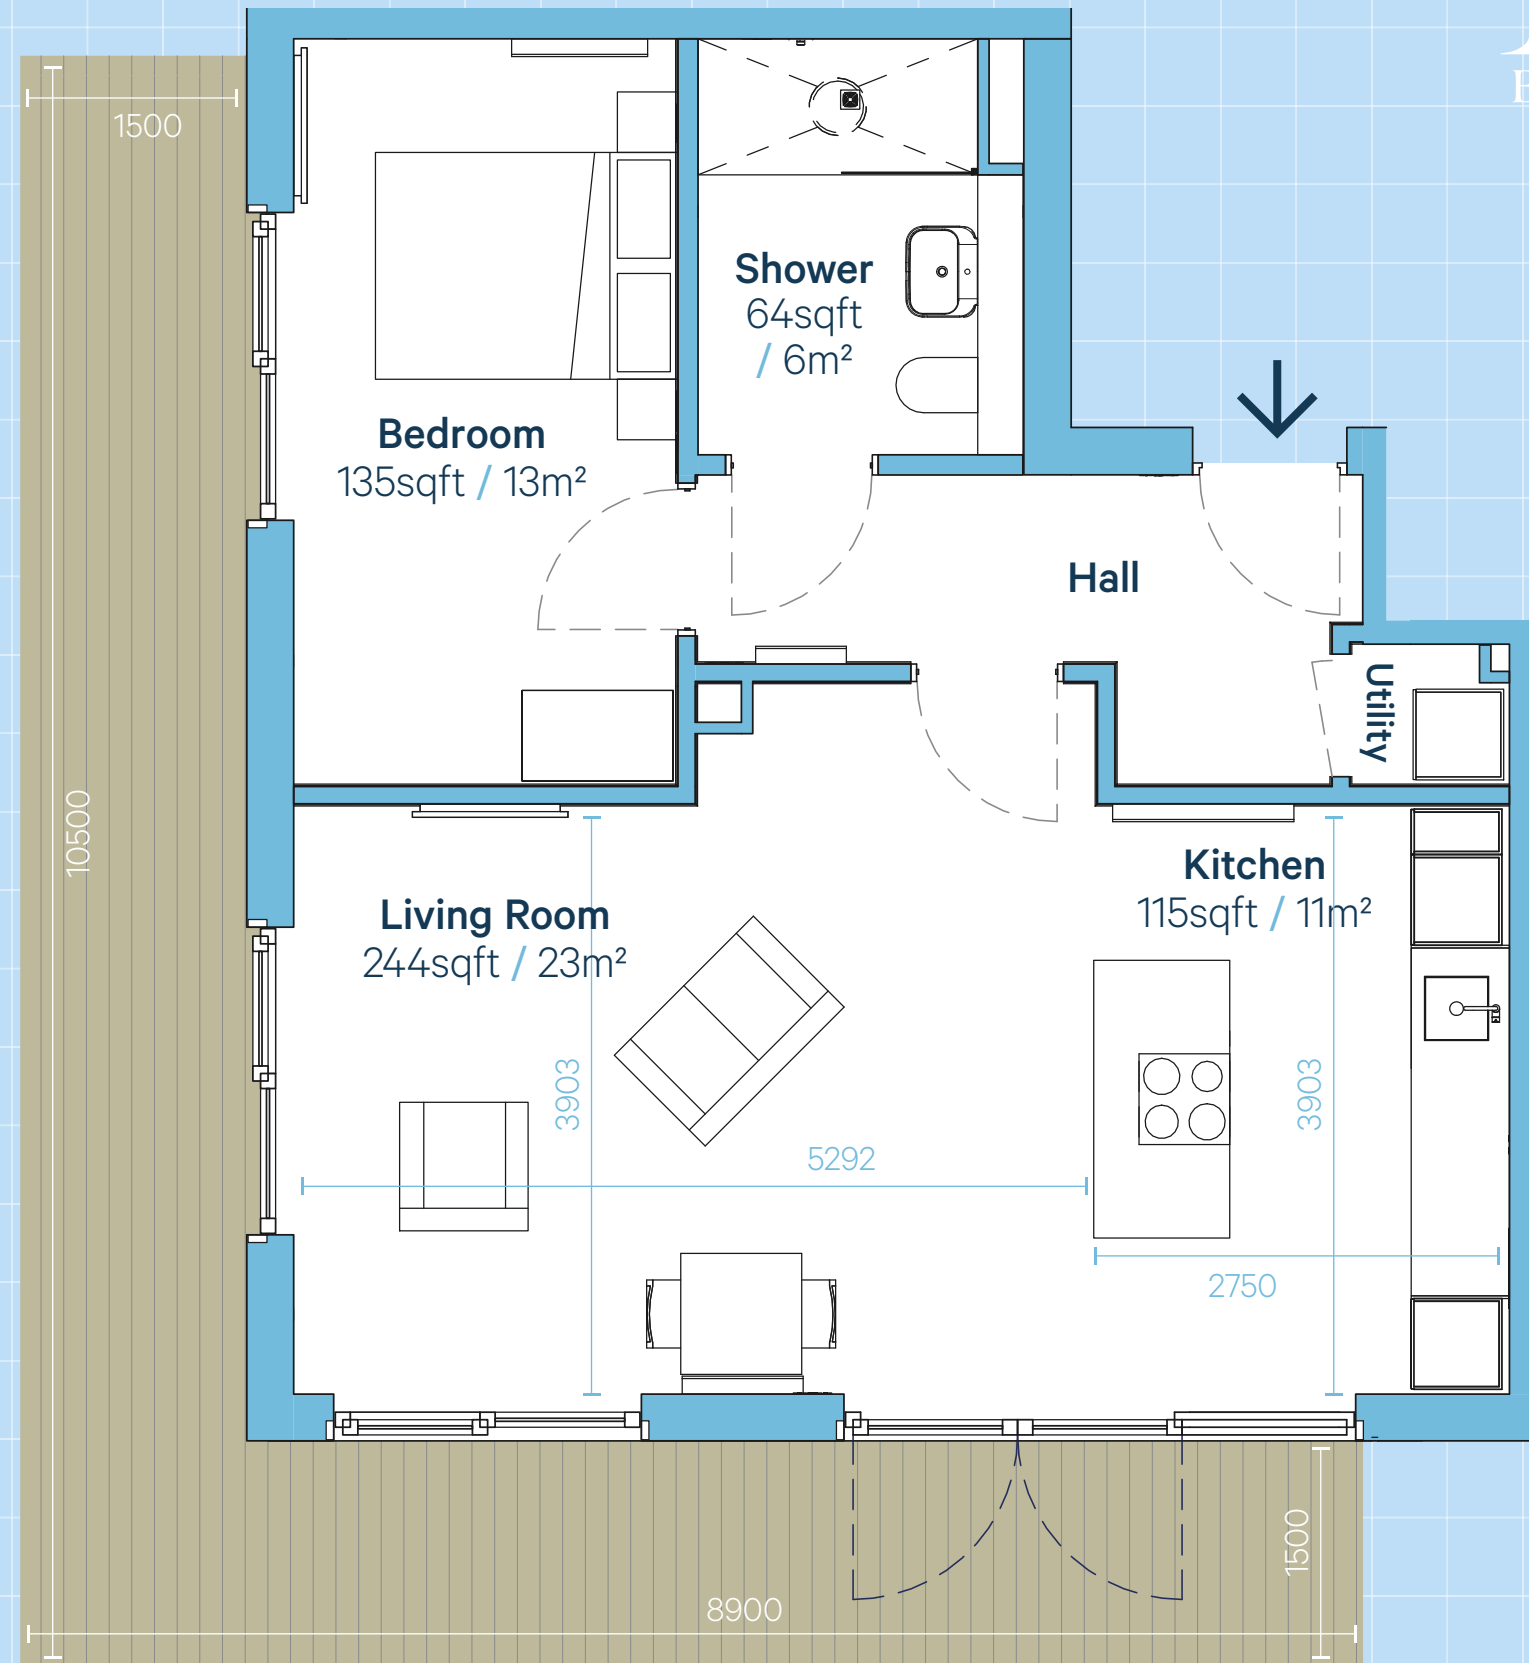 1500
Shower
64sqft
/ 6m²
Bedroom
135sqft / 13m²
Hall
Utility
10500
Kitchen
115sqft / 11m²
Living Room
244sqft / 23m²
3903
3903
5292
2750
1500
8900